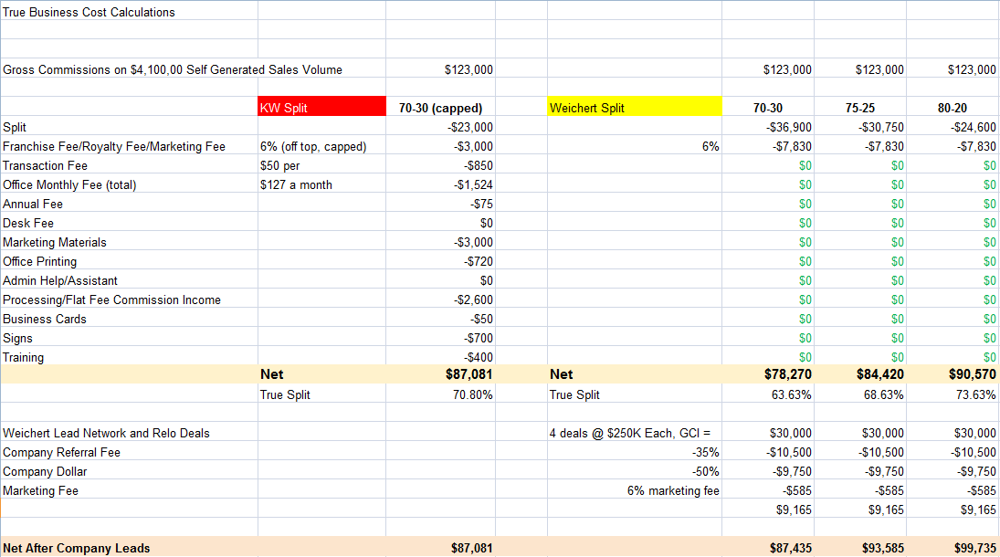 True Business Cost Calculations
Gross Commissions on $4,100,00 Self Generated Sales Volume $123,000 $123,000 $123,000 $123,000
KW Split 70-30 (capped) Weichert Split 70-30 75-25 80-20
Split -$23,000 -$36,900 -$30,750 -$24,600
Franchise Fee/Royalty Fee/Marketing Fee 6% (off top, capped) -$3,000 6% -$7,830 -$7,830 -$7,830
Transaction Fee $50 per -$850 $0 $0 $0
Office Monthly Fee (total) $127 a month -$1,524 $0 $0 $0
Annual Fee -$75 $0 $0 $0
Desk Fee $0 $0 $0 $0
Marketing Materials -$3,000 $0 $0 $0
Office Printing -$720 $0 $0 $0
Admin Help/Assistant $0 $0 $0 $0
Processing/Flat Fee Commission Income -$2,600 $0 $0 $0
Business Cards -$50 $0 $0 $0
Signs -$700 $0 $0 $0
Training -$400 $0 $0 $0
Net $87,081 Net $78,270 $84,420 $90,570
True Split 70.80% True Split 63.63% 68.63% 73.63%
Weichert Lead Network and Relo Deals 4 deals @ $250K Each, GCI = $30,000 $30,000 $30,000
Company Referral Fee -35% -$10,500 -$10,500 -$10,500
Company Dollar -50% -$9,750 -$9,750 -$9,750
Marketing Fee 6% marketing fee -$585 -$585 -$585
$9,165 $9,165 $9,165
Net After Company Leads $87,081 $87,435 $93,585 $99,735